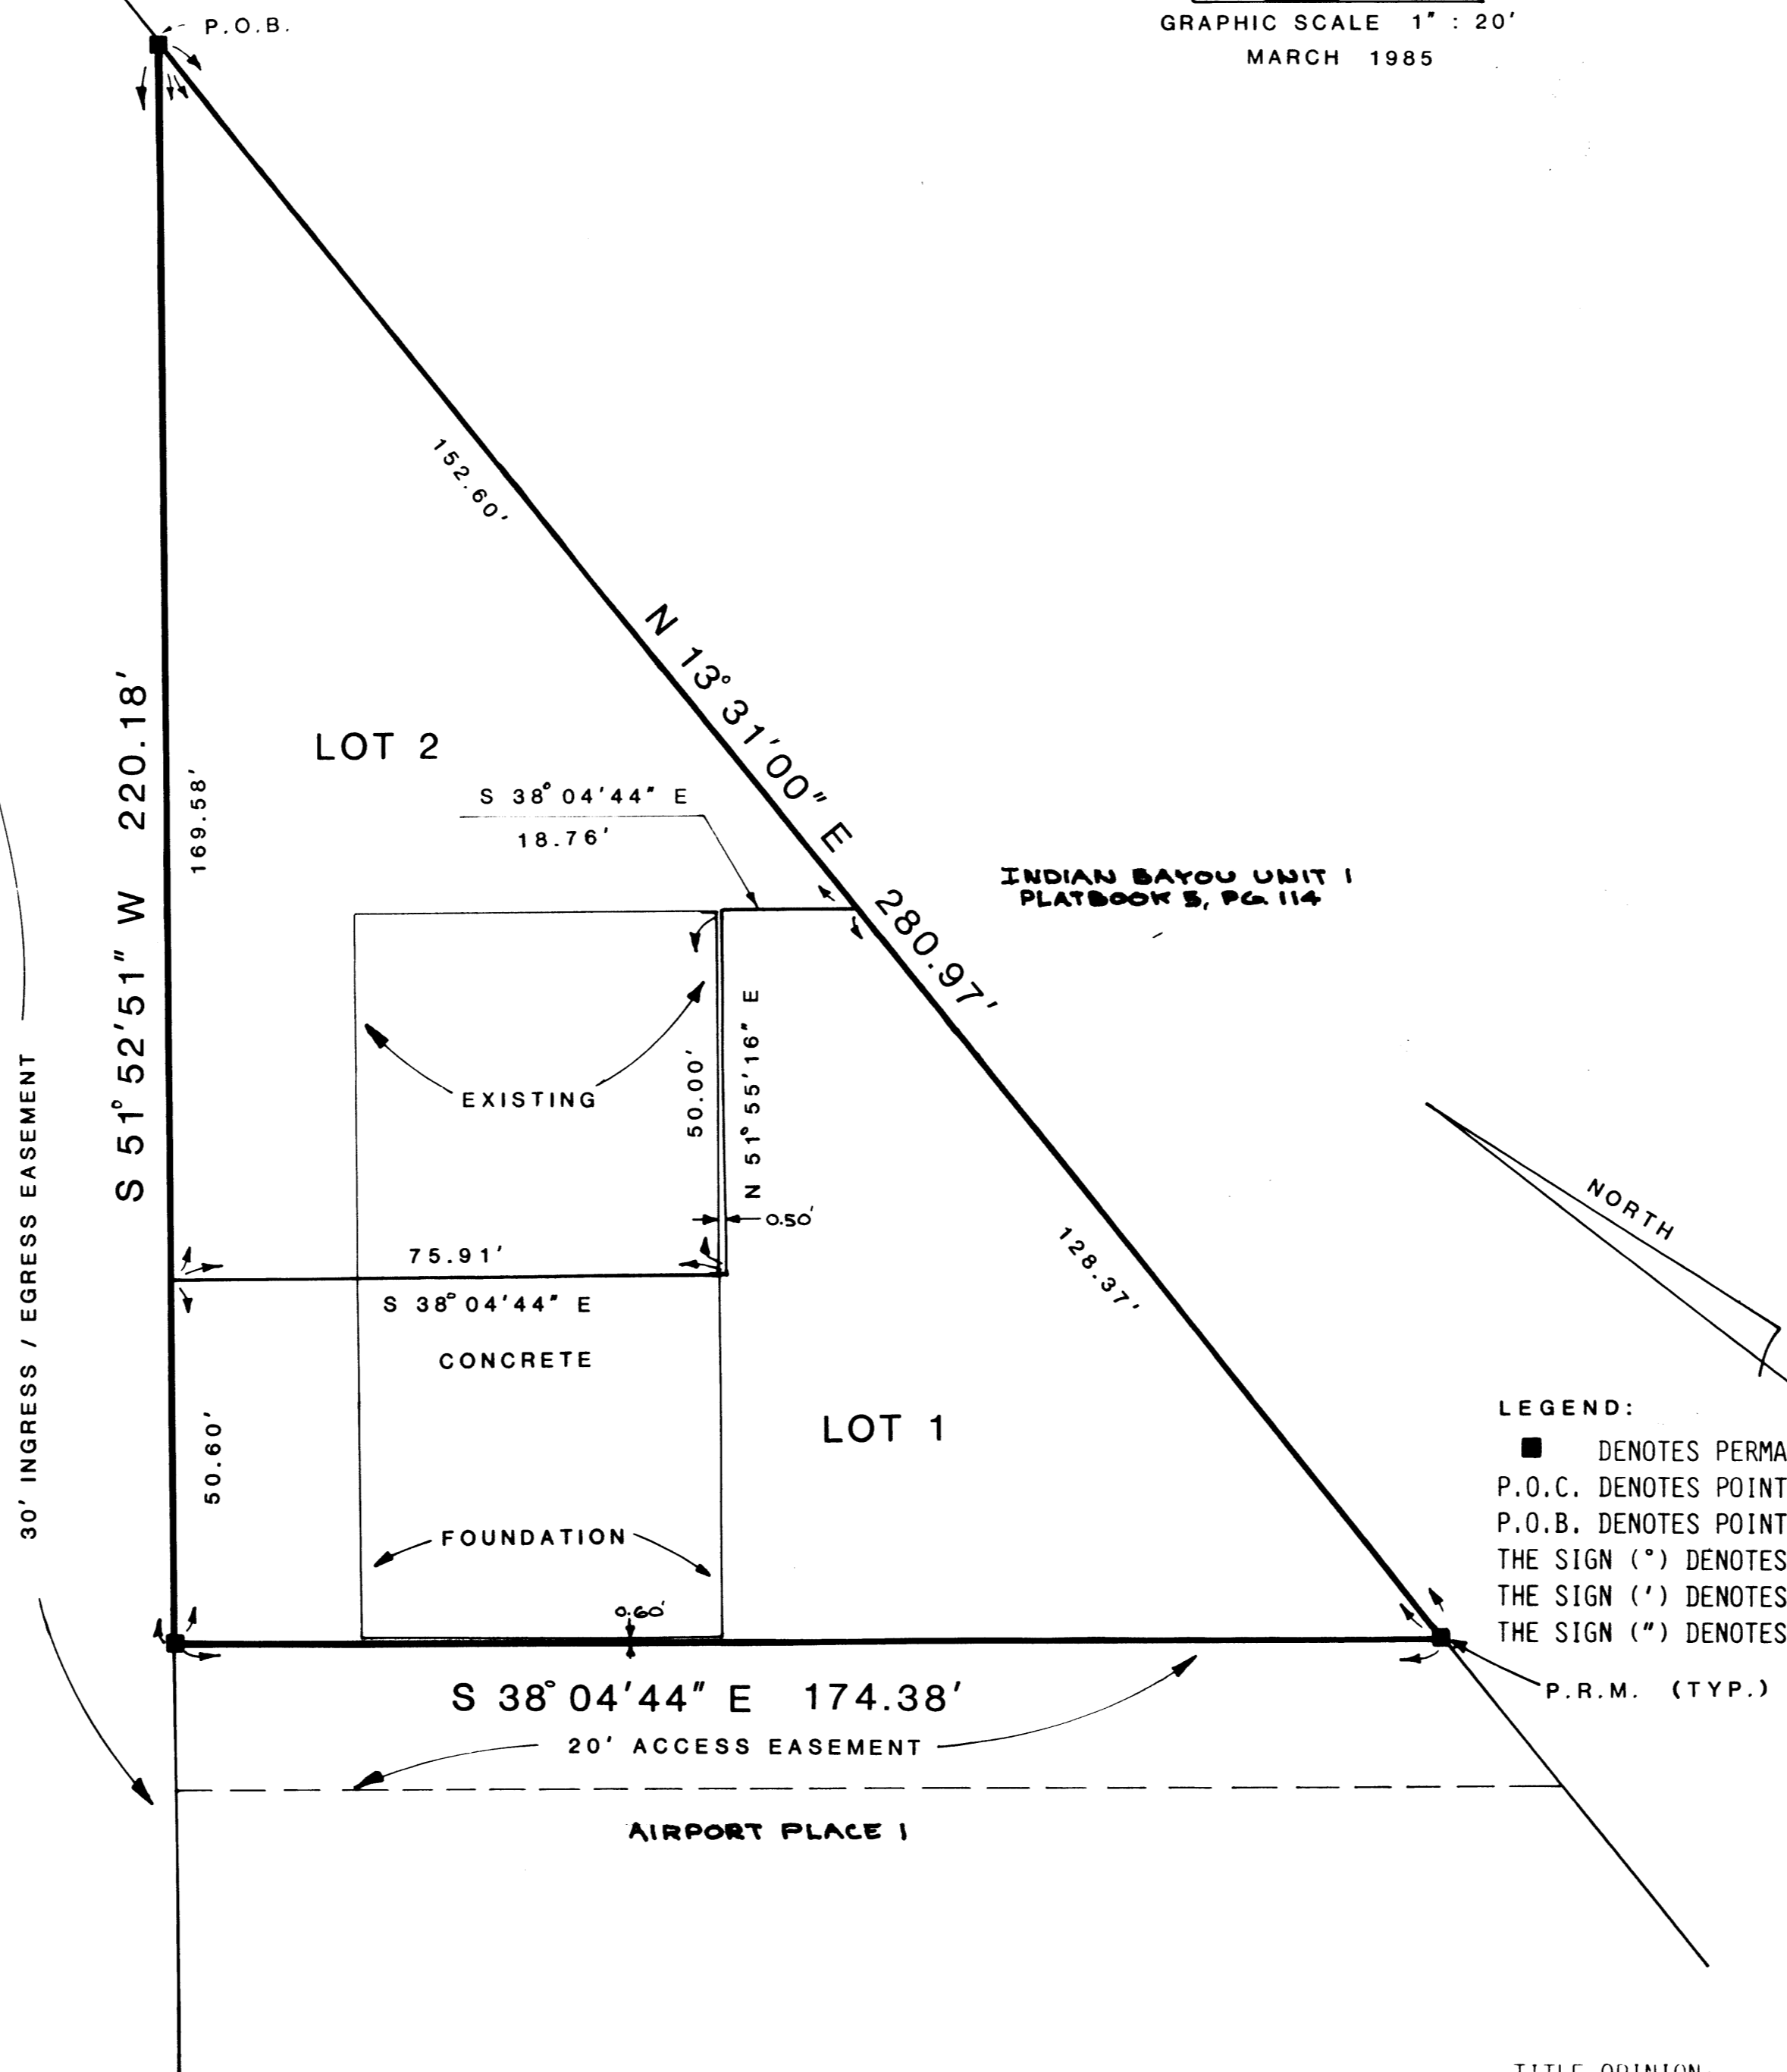 P.O.B.
GRAPHIC SCALE 1" : 20'
MARCH 1985
152.60'
N 13° 31'00" E 280.97'
S 51° 52'51" W 220.18'
169.58'
LOT 2
S 38° 04'44" E
18.76'
INDIAN BAYOU UNIT 1
PLATBOOK 5, PG. 114
EXISTING
50.00'
N 51° 55'16" E
0.50'
75.91'
S 38° 04'44" E
CONCRETE
128.37'
NORTH
30' INGRESS / EGRESS EASEMENT
50.60'
LOT 1
FOUNDATION
0.60'
LEGEND:
■ DENOTES PERMA
P.O.C. DENOTES POINT
P.O.B. DENOTES POINT
THE SIGN (°) DENOTES
THE SIGN (') DENOTES
THE SIGN (") DENOTES
P.R.M. (TYP.)
S 38° 04'44" E 174.38'
20' ACCESS EASEMENT
AIRPORT PLACE 1
TITLE OPINION